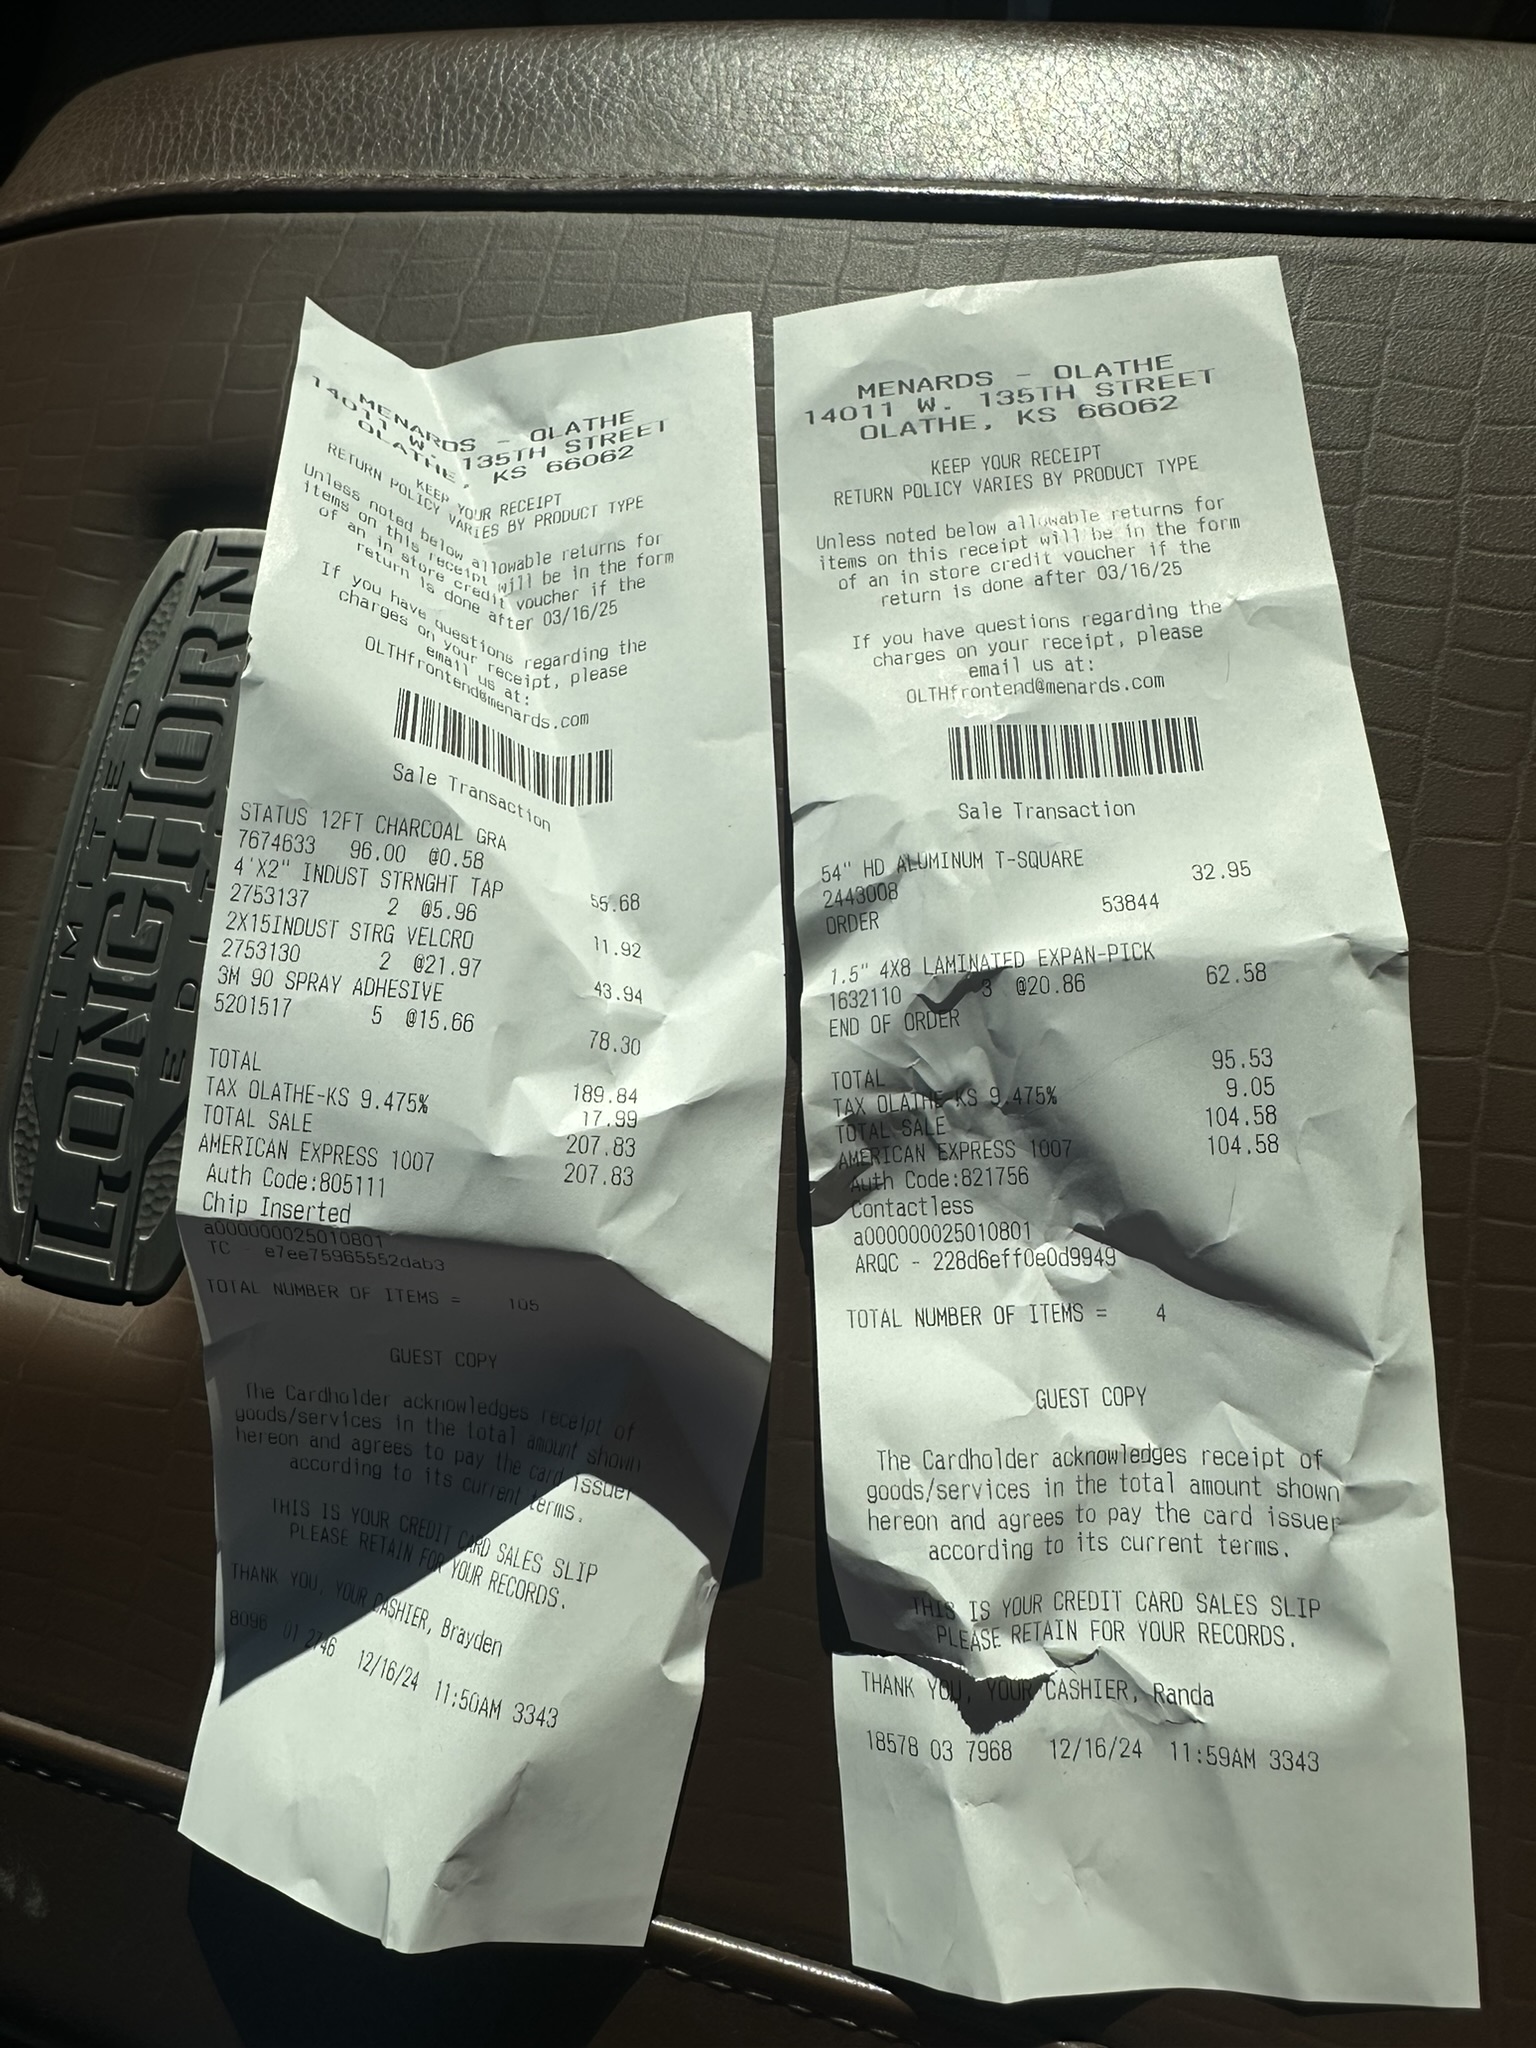 LIMITED
LONGHORN
EDIT
MENARDS - OLATHE
14011 W. 135TH STREET
OLATHE, KS 66062
KEEP YOUR RECEIPT
RETURN POLICY VARIES BY PRODUCT TYPE
Unless noted below allowable returns for
items on this receipt will be in the form
of an in store credit voucher if the
return is done after 03/16/25
If you have questions regarding the
charges on your receipt, please
email us at:
OLTHfrontend@menards.com
Sale Transaction
STATUS 12FT CHARCOAL GRA
7674633 96.00 @0.58 55.68
4'X2" INDUST STRNGHT TAP
2753137 2 @5.96 11.92
2X15INDUST STRG VELCRO
2753130 2 @21.97 43.94
3M 90 SPRAY ADHESIVE
5201517 5 @15.66 78.30
TOTAL 189.84
TAX OLATHE-KS 9.475% 17.99
TOTAL SALE 207.83
AMERICAN EXPRESS 1007 207.83
Auth Code:805111
Chip Inserted
a000000025010801
TC - e7ee75965552dab3
TOTAL NUMBER OF ITEMS = 105
GUEST COPY
The Cardholder acknowledges receipt of
goods/services in the total amount shown
hereon and agrees to pay the card issuer
according to its current terms.
THIS IS YOUR CREDIT CARD SALES SLIP
PLEASE RETAIN FOR YOUR RECORDS.
THANK YOU, YOUR CASHIER, Brayden
8096 01 2746 12/16/24 11:50AM 3343
MENARDS - OLATHE
14011 W. 135TH STREET
OLATHE, KS 66062
KEEP YOUR RECEIPT
RETURN POLICY VARIES BY PRODUCT TYPE
Unless noted below allowable returns for
items on this receipt will be in the form
of an in store credit voucher if the
return is done after 03/16/25
If you have questions regarding the
charges on your receipt, please
email us at:
OLTHfrontend@menards.com
Sale Transaction
54" HD ALUMINUM T-SQUARE
2443008 32.95
ORDER 53844
1.5" 4X8 LAMINATED EXPAN-PICK
1632110 3 @20.86 62.58
END OF ORDER
TOTAL 95.53
TAX OLATHE-KS 9.475% 9.05
TOTAL SALE 104.58
AMERICAN EXPRESS 1007 104.58
Auth Code:821756
Contactless
a000000025010801
ARQC - 228d6eff0e0d9949
TOTAL NUMBER OF ITEMS = 4
GUEST COPY
The Cardholder acknowledges receipt of
goods/services in the total amount shown
hereon and agrees to pay the card issuer
according to its current terms.
THIS IS YOUR CREDIT CARD SALES SLIP
PLEASE RETAIN FOR YOUR RECORDS.
THANK YOU, YOUR CASHIER, Randa
18578 03 7968 12/16/24 11:59AM 3343